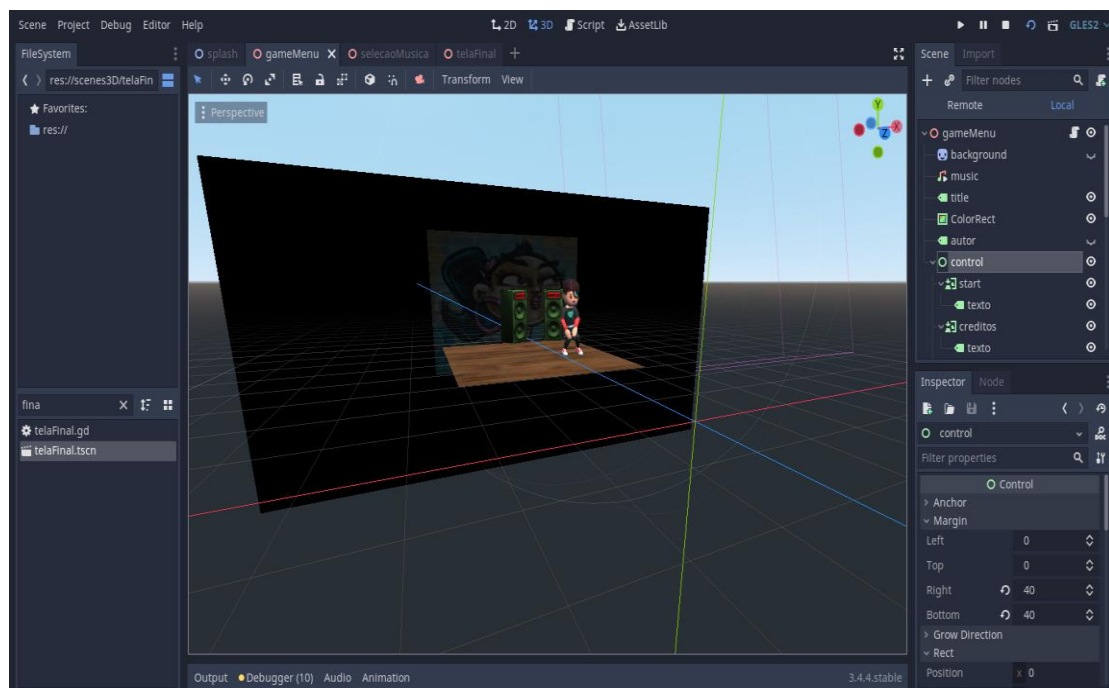 Scene Project Debug Editor Help
2D 3D Script AssetLib
GLES2
FileSystem
res://scenes3D/telaFin
Favorites:
res://
fina
telaFinal.gd
telaFinal.tscn
splash gameMenu X selecaoMusica telaFinal +
Transform View
Perspective
Y
X
Z
Output Debugger (10) Audio Animation
3.4.4.stable
Scene Import
Filter nodes
Remote Local
gameMenu
background
music
title
ColorRect
autor
control
start
texto
creditos
texto
Inspector Node
control
DOC
Filter properties
Control
Anchor
Margin
Left 0
Top 0
Right 40
Bottom 40
Grow Direction
Rect
Position x 0